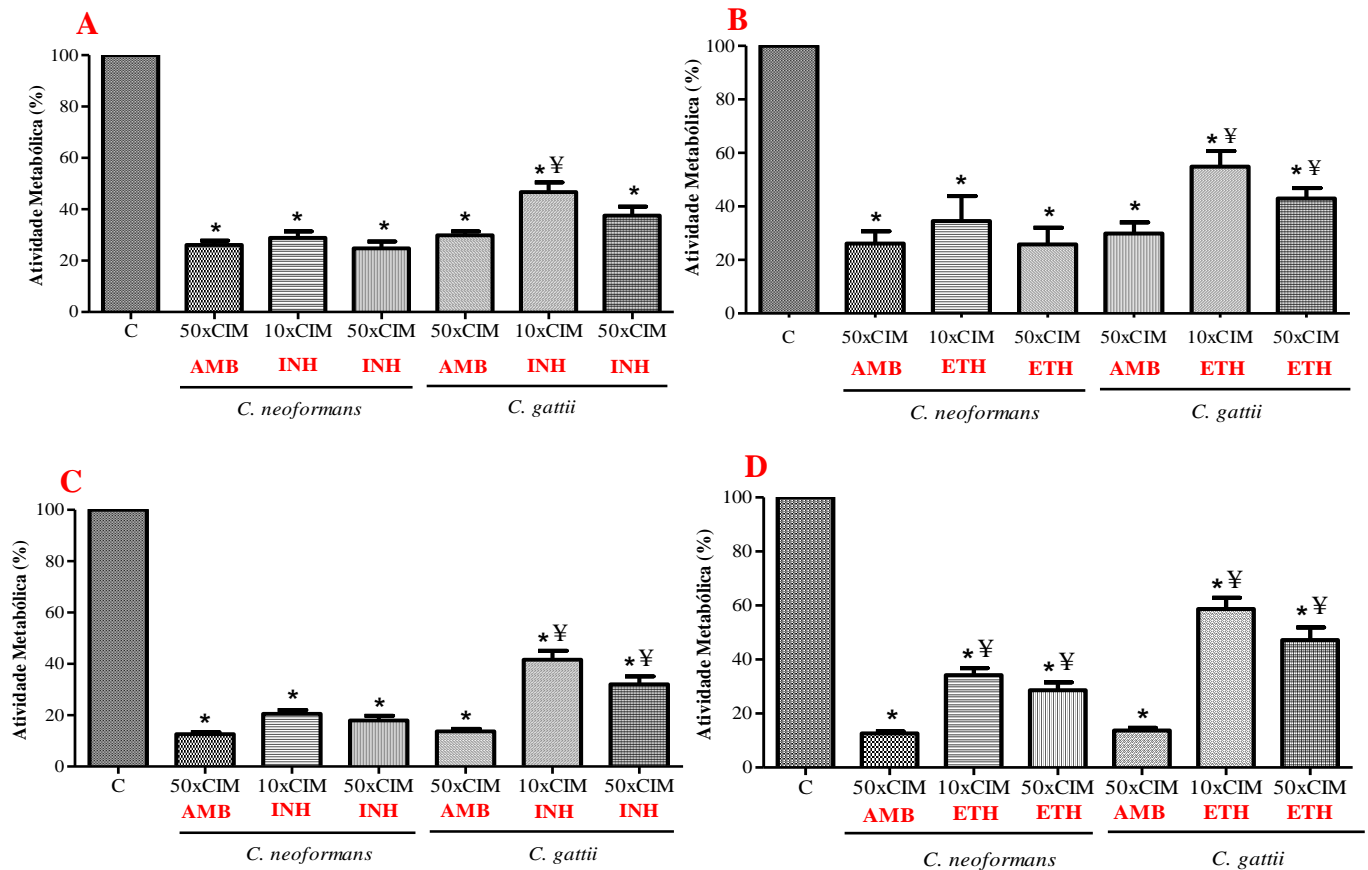 A
Atividade Metabólica (%)
100
80
60
40
20
0
* * * * * ¥ *
C 50xCIM 10xCIM 50xCIM 50xCIM 10xCIM 50xCIM
AMB INH INH AMB INH INH
C. neoformans C. gattii
B
Atividade Metabólica (%)
100
80
60
40
20
0
* * * * * ¥ * ¥
C 50xCIM 10xCIM 50xCIM 50xCIM 10xCIM 50xCIM
AMB ETH ETH AMB ETH ETH
C. neoformans C. gattii
C
Atividade Metabólica (%)
100
80
60
40
20
0
* * * * * ¥ * ¥
C 50xCIM 10xCIM 50xCIM 50xCIM 10xCIM 50xCIM
AMB INH INH AMB INH INH
C. neoformans C. gattii
D
Atividade Metabólica (%)
100
80
60
40
20
0
* * ¥ * ¥ * * ¥ * ¥
C 50xCIM 10xCIM 50xCIM 50xCIM 10xCIM 50xCIM
AMB ETH ETH AMB ETH ETH
C. neoformans C. gattii